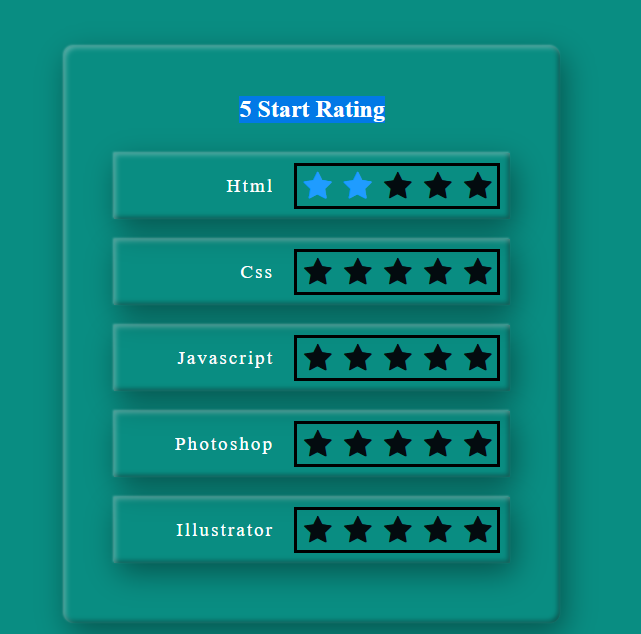 5 Start Rating
Html
Css
Javascript
Photoshop
Illustrator